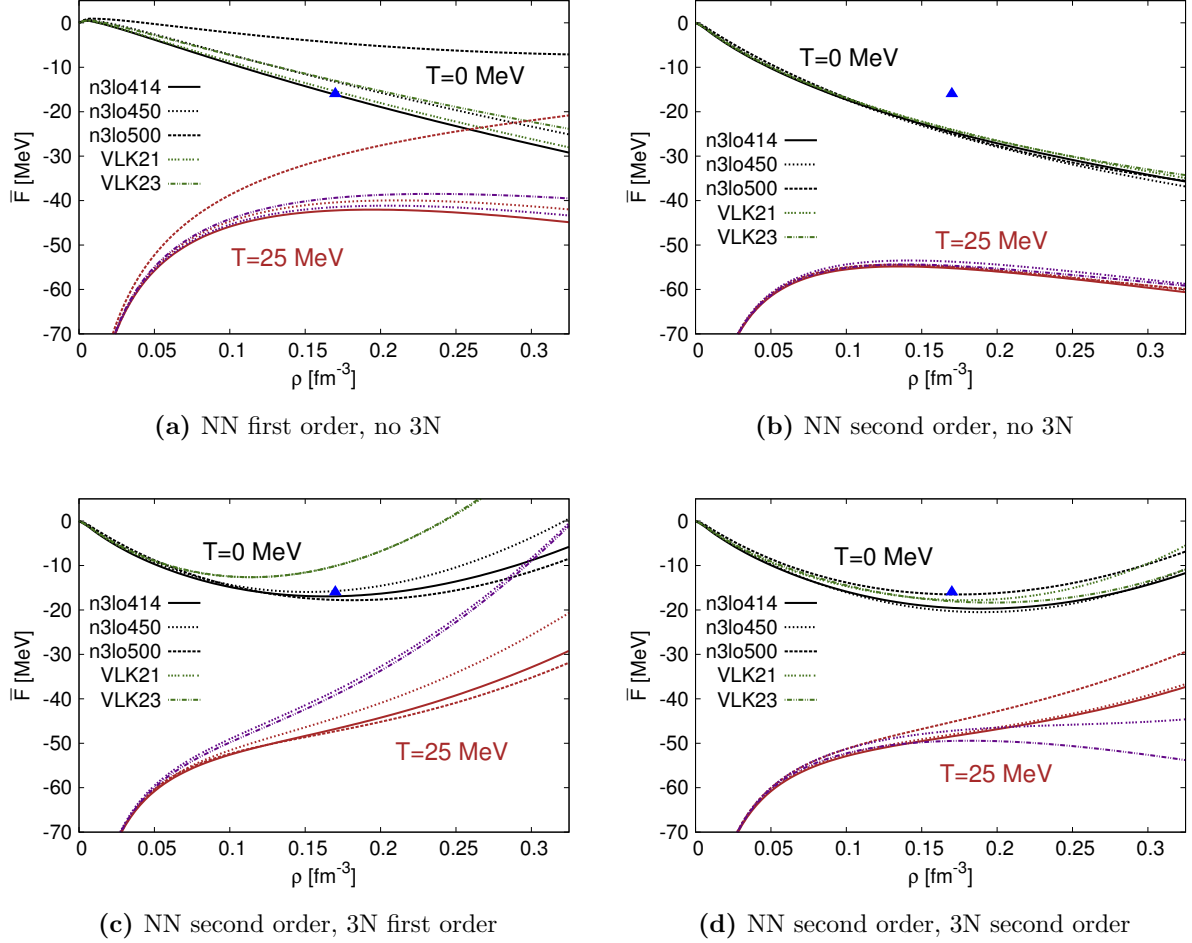 0
-10
-20
-30
-40
-50
-60
-70
F̅ [MeV]
T=0 MeV
n3lo414
n3lo450
n3lo500
VLK21
VLK23
T=25 MeV
0 0.05 0.1 0.15 0.2 0.25 0.3
ρ [fm⁻³]
(a) NN first order, no 3N
0
-10
-20
-30
-40
-50
-60
-70
F̅ [MeV]
T=0 MeV
n3lo414
n3lo450
n3lo500
VLK21
VLK23
T=25 MeV
0 0.05 0.1 0.15 0.2 0.25 0.3
ρ [fm⁻³]
(b) NN second order, no 3N
0
-10
-20
-30
-40
-50
-60
-70
F̅ [MeV]
T=0 MeV
n3lo414
n3lo450
n3lo500
VLK21
VLK23
T=25 MeV
0 0.05 0.1 0.15 0.2 0.25 0.3
ρ [fm⁻³]
(c) NN second order, 3N first order
0
-10
-20
-30
-40
-50
-60
-70
F̅ [MeV]
T=0 MeV
n3lo414
n3lo450
n3lo500
VLK21
VLK23
T=25 MeV
0 0.05 0.1 0.15 0.2 0.25 0.3
ρ [fm⁻³]
(d) NN second order, 3N second order